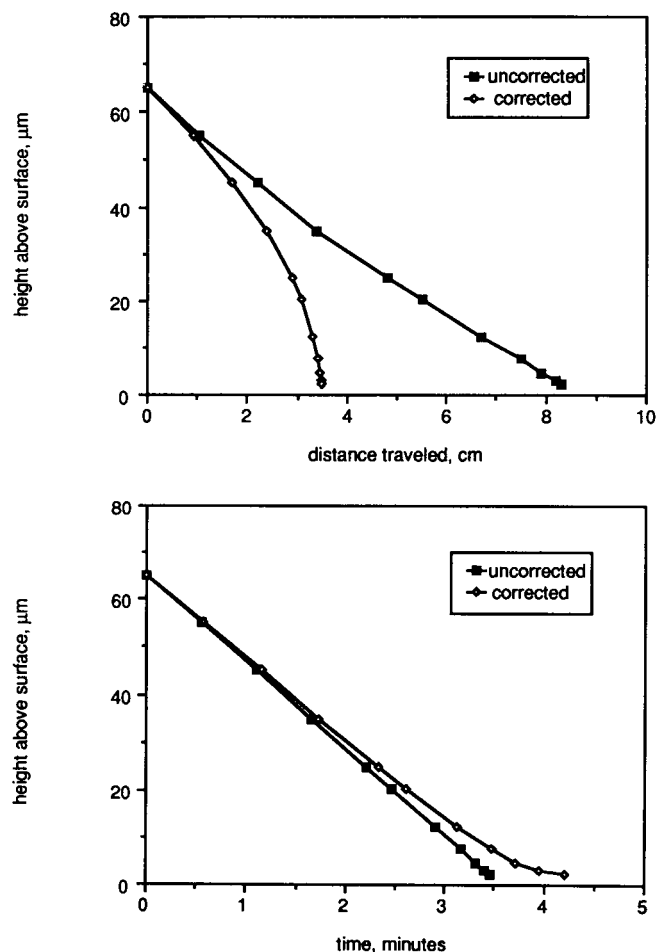 80
60
40
20
0
height above surface, μm
uncorrected
corrected
0 2 4 6 8 10
distance traveled, cm
80
60
40
20
0
height above surface, μm
uncorrected
corrected
0 1 2 3 4 5
time, minutes